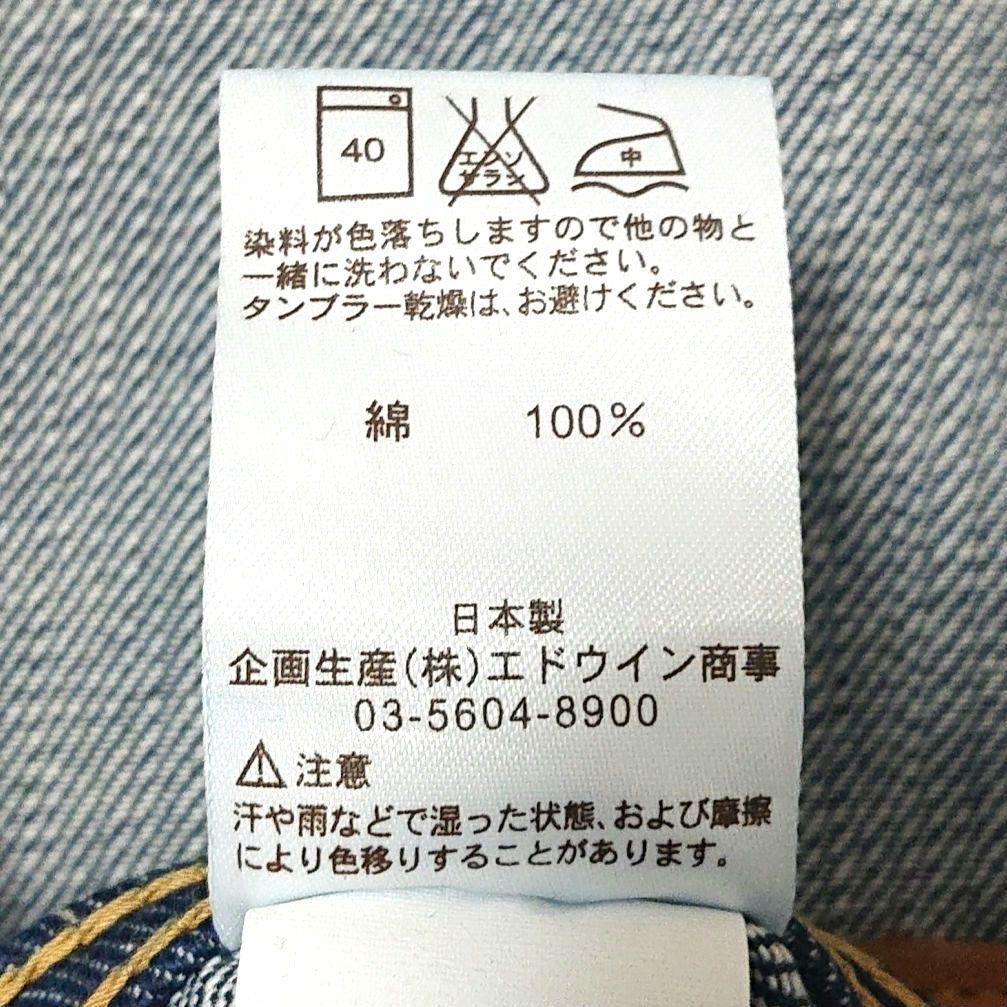 40
エンソ
サラシ
中
染料が色落ちしますので他の物と
一緒に洗わないでください。
タンブラー乾燥は、お避けください。
綿 100%
日本製
企画生産(株)エドウイン商事
03-5604-8900
注意
汗や雨などで湿った状態、および摩擦
により色移りすることがあります。